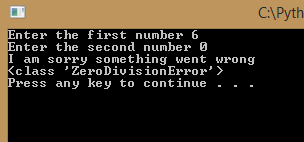 C:\Pyth
Enter the first number 6
Enter the second number 0
I am sorry something went wrong
<class 'ZeroDivisionError'>
Press any key to continue . . .